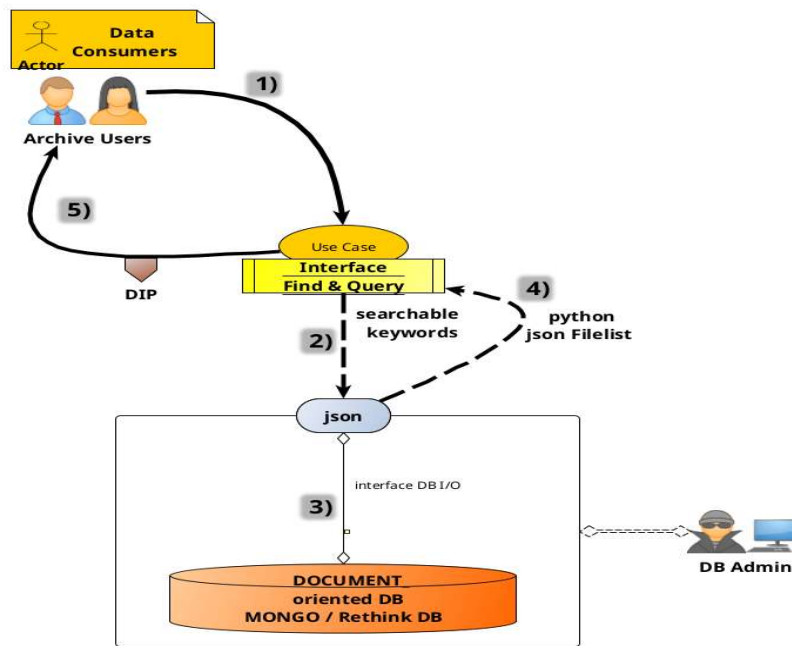 Data
Consumers
Actor
Archive Users
1)
5)
DIP
Use Case
Interface
Find & Query
searchable
keywords
2)
4)
python
json Filelist
json
interface DB I/O
3)
DOCUMENT_
oriented DB
MONGO / Rethink DB
DB Admin